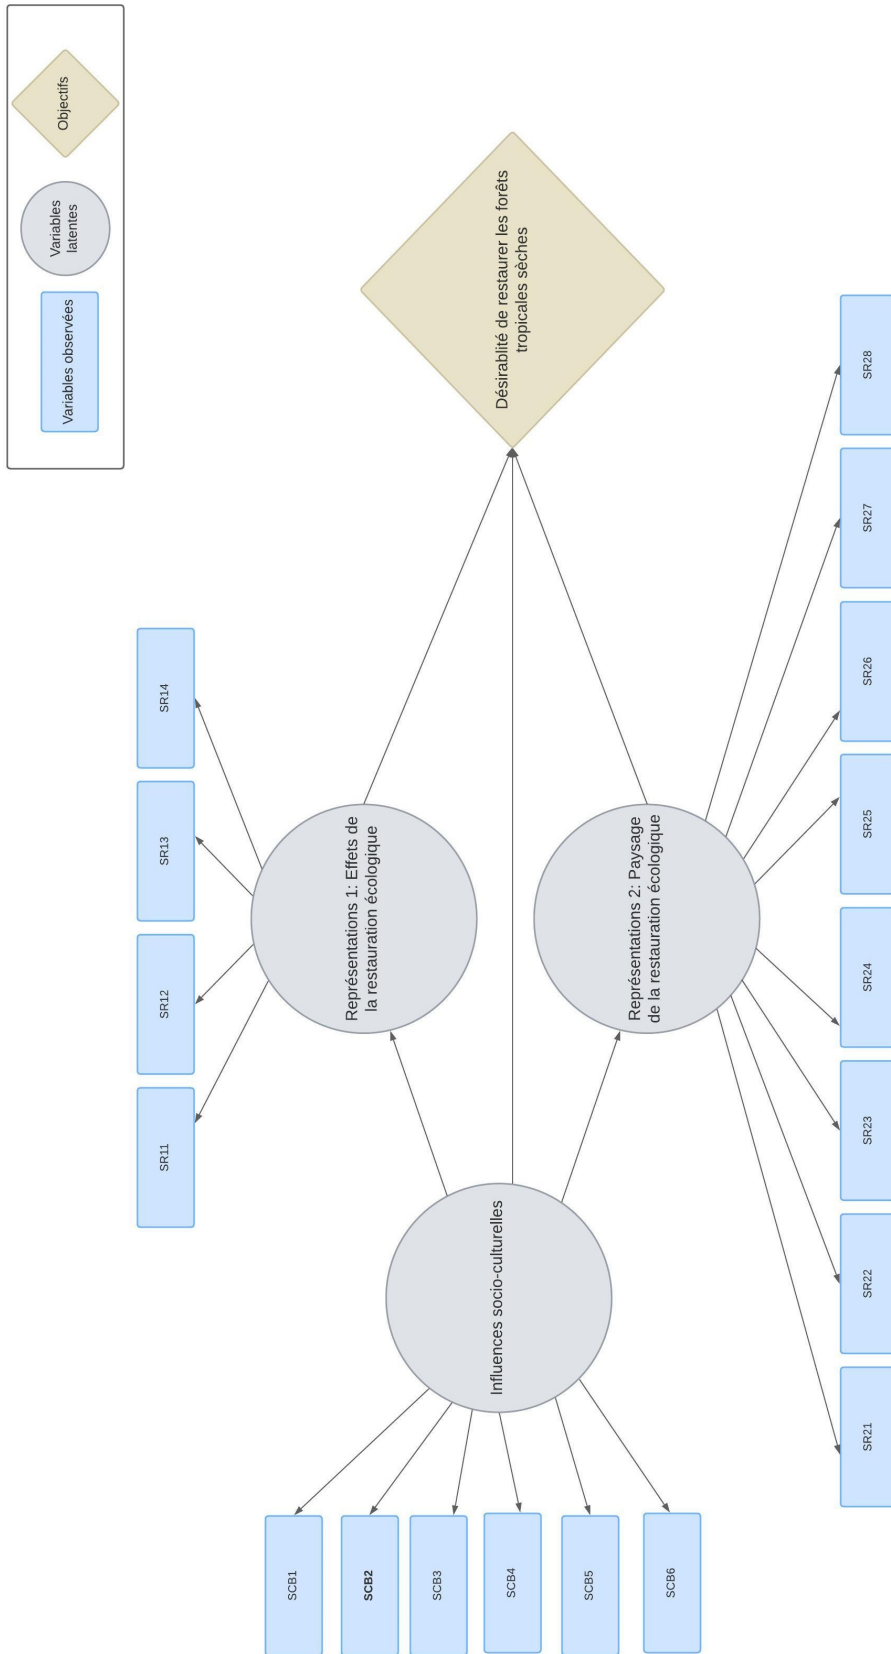 Objectifs
Variables
latentes
Variables observées
Désirablité de restaurer les forêts
tropicales sèches
SR14
SR13
SR12
SR11
Représentations 1: Effets de
la restauration écologique
Représentations 2: Paysage
de la restauration écologique
Influences socio-culturelles
SR28
SR27
SR26
SR25
SR24
SR23
SR22
SR21
SCB1
SCB2
SCB3
SCB4
SCB5
SCB6